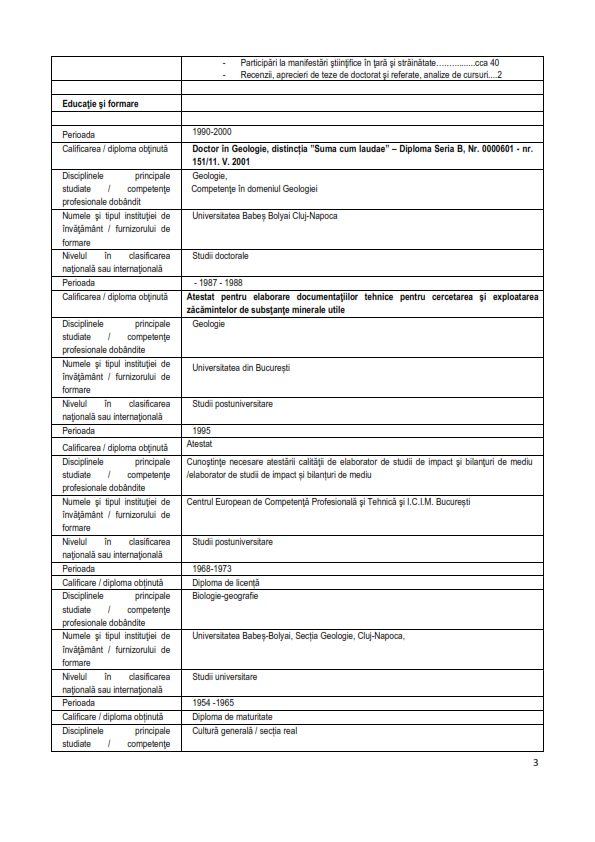 - Participări la manifestări ştiinţifice în ţară şi străinătate…….........cca 40
- Recenzii, aprecieri de teze de doctorat şi referate, analize de cursuri....2
Educaţie şi formare
Perioada
1990-2000
Calificarea / diploma obţinută
Doctor în Geologie, distincţia ”Suma cum laudae” – Diploma Seria B, Nr. 0000601 - nr.
151/11. V. 2001
Disciplinele principale
studiate / competenţe
profesionale dobândit
Geologie,
Competenţe în domeniul Geologiei
Numele şi tipul instituţiei de
învăţământ / furnizorului de
formare
Universitatea Babeș Bolyai Cluj-Napoca
Nivelul în clasificarea
naţională sau internaţională
Studii doctorale
Perioada
- 1987 - 1988
Calificarea / diploma obţinută
Atestat pentru elaborare documentaţiilor tehnice pentru cercetarea şi exploatarea
zăcămintelor de substanţe minerale utile
Disciplinele principale
studiate / competenţe
profesionale dobândite
Geologie
Numele şi tipul instituţiei de
învăţământ / furnizorului de
formare
Universitatea din București
Nivelul în clasificarea
naţională sau internaţională
Studii postuniversitare
Perioada
1995
Calificarea / diploma obţinută
Atestat
Disciplinele principale
studiate / competenţe
profesionale dobândite
Cunoştinţe necesare atestării calităţii de elaborator de studii de impact şi bilanţuri de mediu
/elaborator de studii de impact și bilanțuri de mediu
Numele şi tipul instituţiei de
învăţământ / furnizorului de
formare
Centrul European de Competenţă Profesională şi Tehnică şi I.C.I.M. Bucureşti
Nivelul în clasificarea
naţională sau internaţională
Studii postuniversitare
Perioada
1968-1973
Calificare / diploma obținută
Diploma de licență
Disciplinele principale
studiate / competenţe
profesionale dobândite
Biologie-geografie
Numele şi tipul instituţiei de
învăţământ / furnizorului de
formare
Universitatea Babeș-Bolyai, Secția Geologie, Cluj-Napoca,
Nivelul în clasificarea
naţională sau internaţională
Studii universitare
Perioada
1954 -1965
Calificare / diploma obținută
Diploma de maturitate
Disciplinele principale
studiate / competenţe
Cultură generală / secția real
3